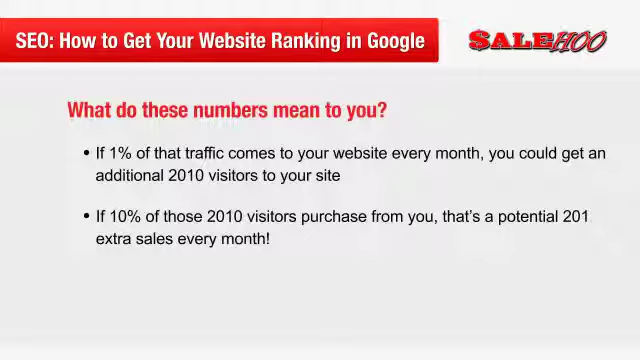 SEO: How to Get Your Website Ranking in Google
$ALEHOO
What do these numbers mean to you?
• If 1% of that traffic comes to your website every month, you could get an
additional 2010 visitors to your site
• If 10% of those 2010 visitors purchase from you, that's a potential 201
extra sales every month!